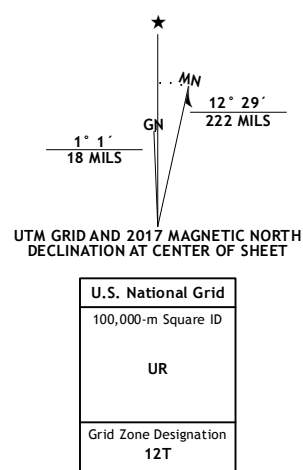 ★
MN
GN
12° 29´
222 MILS
1° 1´
18 MILS
UTM GRID AND 2017 MAGNETIC NORTH
DECLINATION AT CENTER OF SHEET
U.S. National Grid
100,000-m Square ID
UR
Grid Zone Designation
12T